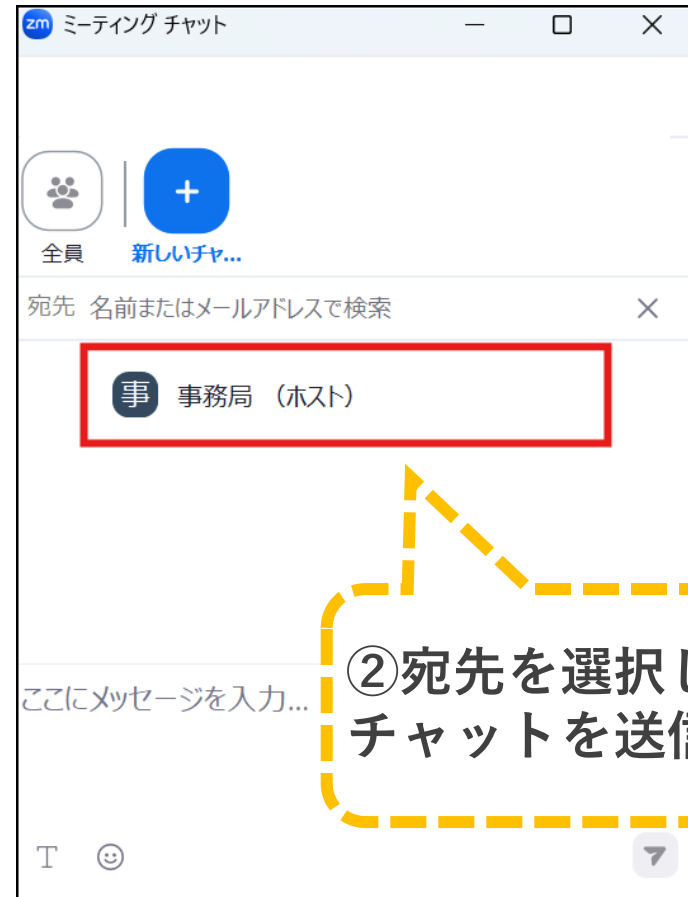 zm ミーティング チャット
全員
新しいチャ...
宛先 名前またはメールアドレスで検索
事 事務局 （ホスト）
②宛先を選択し
チャットを送
ここにメッセージを入力...
T